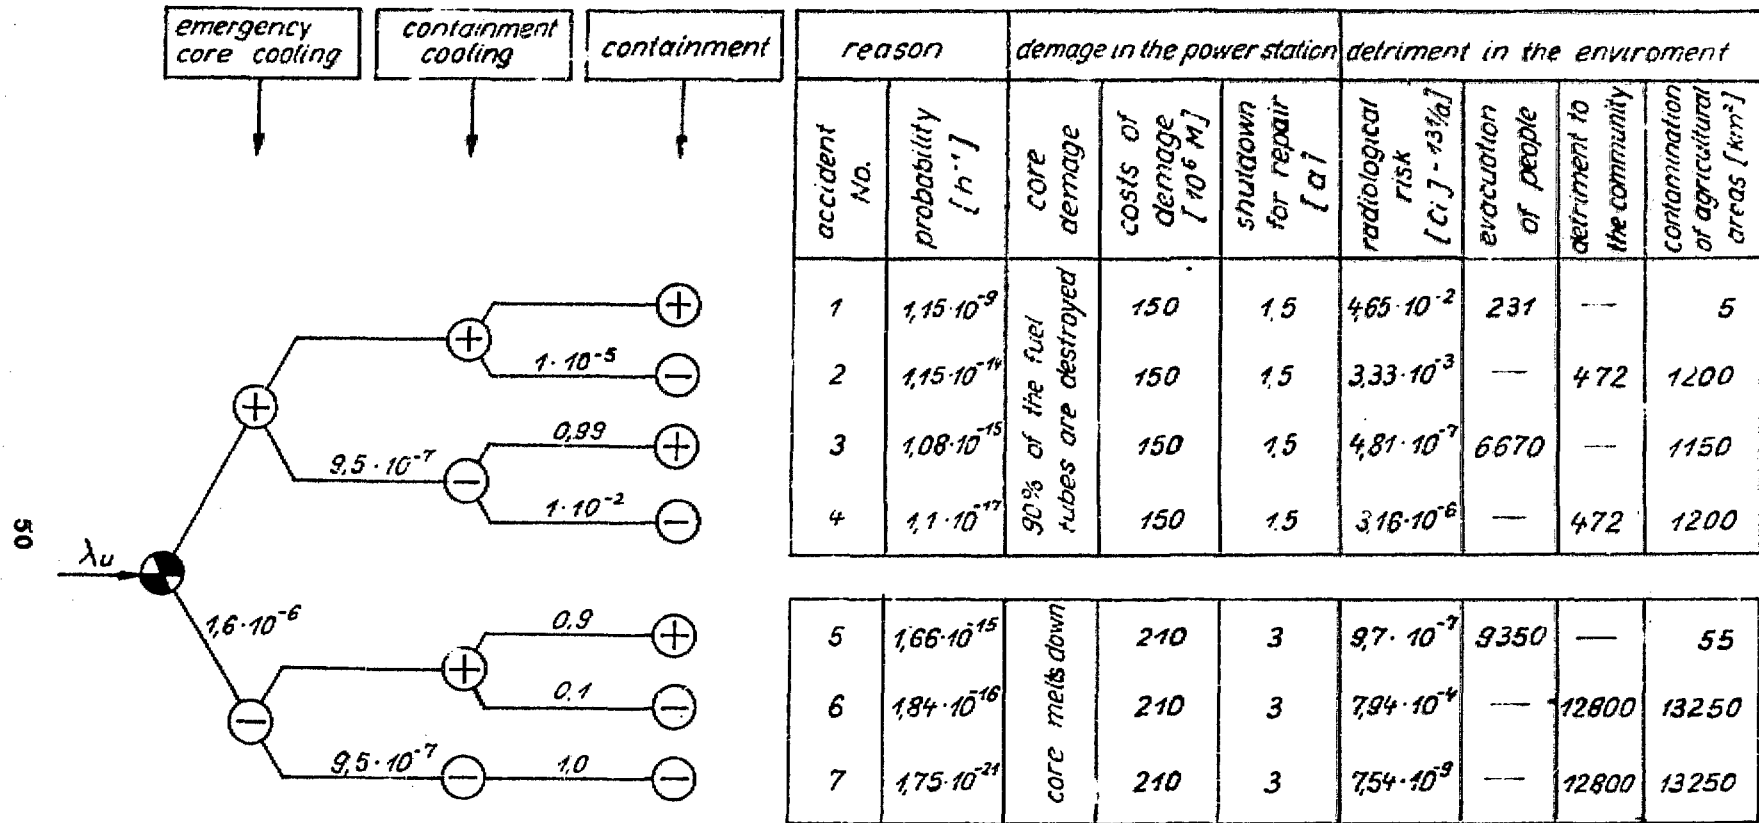 emergency
core cooling
containment
cooling
containment
reason
demage in the power station
detriment in the enviroment
accident
No.
probability
[h⁻¹]
core
demage
costs of
demage
[10⁶ M]
shutdown
for repair
[a]
radiological
risk
[Ci] - 131/a]
evacuation
of people
detriment to
the community
contamination
of agricultural
areas [km²]
90% of the fuel
tubes are destroyed
1 1,15·10⁻⁹ 150 1,5 4,65·10⁻² 231 — 5
1·10⁻⁵
2 1,15·10⁻¹⁴ 150 1,5 3,33·10⁻³ — 472 1200
0,99
3 1,08·10⁻¹⁵ 150 1,5 4,81·10⁻⁷ 6670 — 1150
9,5·10⁻⁷
1·10⁻²
4 1,1·10⁻¹⁷ 150 1,5 3,16·10⁻⁶ — 472 1200
50
λu
1,6·10⁻⁶
core melts down
0,9
5 1,66·10⁻¹⁵ 210 3 9,7·10⁻⁷ 9350 — 55
0,1
6 1,84·10⁻¹⁶ 210 3 7,94·10⁻⁴ — 12800 13250
9,5·10⁻⁷
1,0
7 1,75·10⁻²¹ 210 3 7,54·10⁻⁹ — 12800 13250